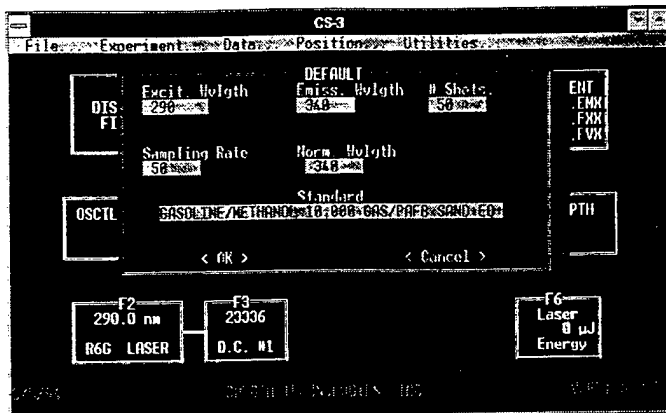 CS-3
File Experiment Data Position Utilities
DEFAULT
Excit. Wvlgth Emiss. Wvlgth # Shots.
290 340 50
Sampling Rate Norm. Wvlgth
50 340
Standard
GASOLINE/METHANOL 10,000 GAS/PAFB SAND
< OK > < Cancel >
DIS
FI
ENT
.EMX
.FXX
.FVX
OSCTL
PTH
F2
290.0 nm
R6G LASER
F3
23336
D.C. #1
F6
Laser
0 µJ
Energy